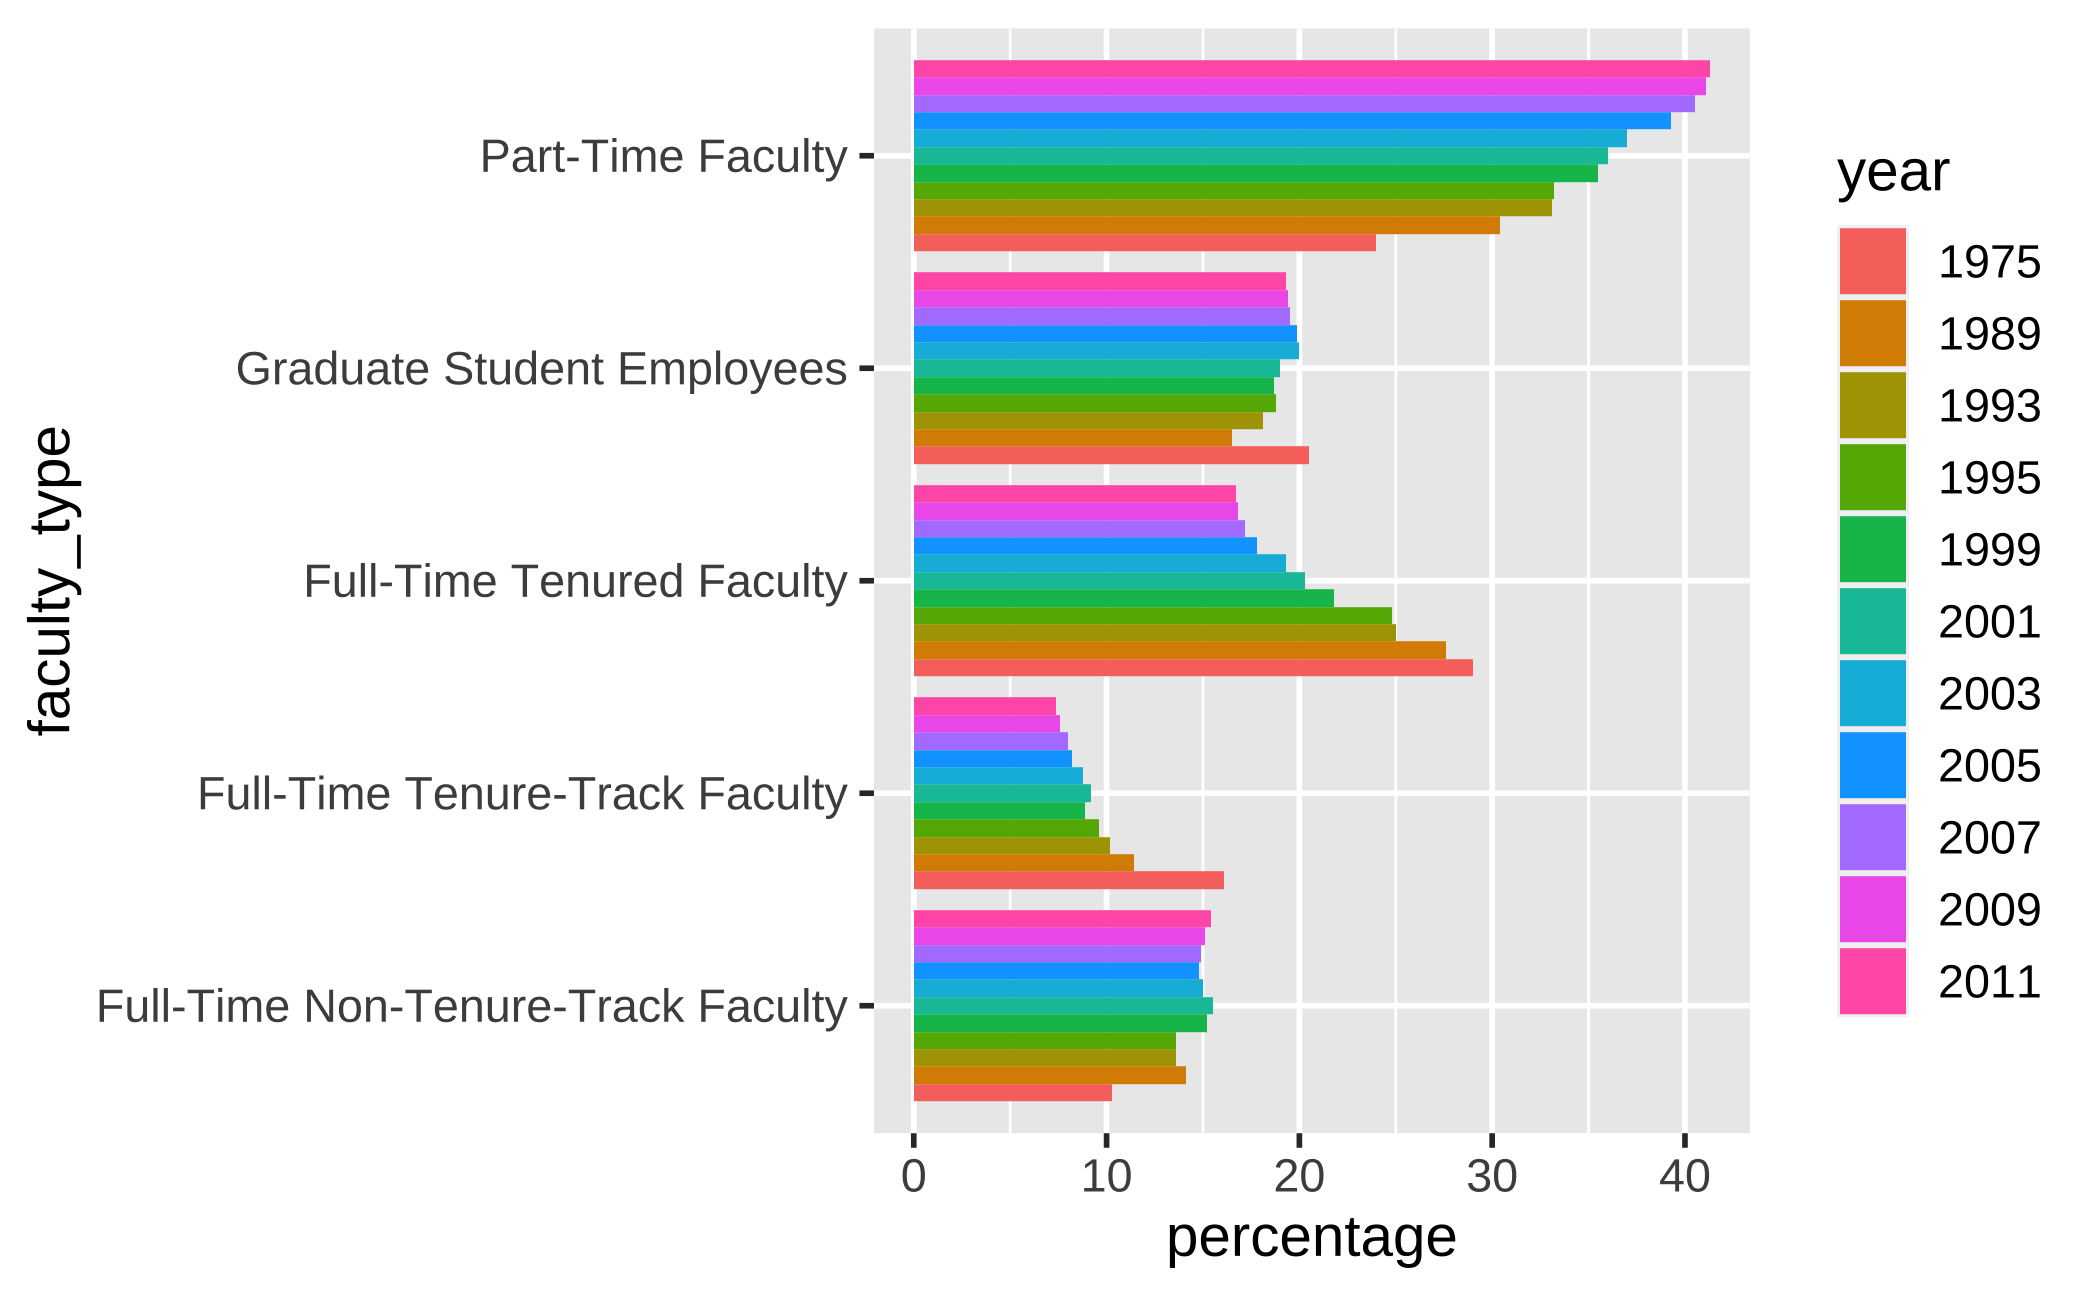 Part-Time Faculty
Graduate Student Employees
Full-Time Tenured Faculty
Full-Time Tenure-Track Faculty
Full-Time Non-Tenure-Track Faculty
faculty_type
0 10 20 30 40
percentage
year
1975
1989
1993
1995
1999
2001
2003
2005
2007
2009
2011